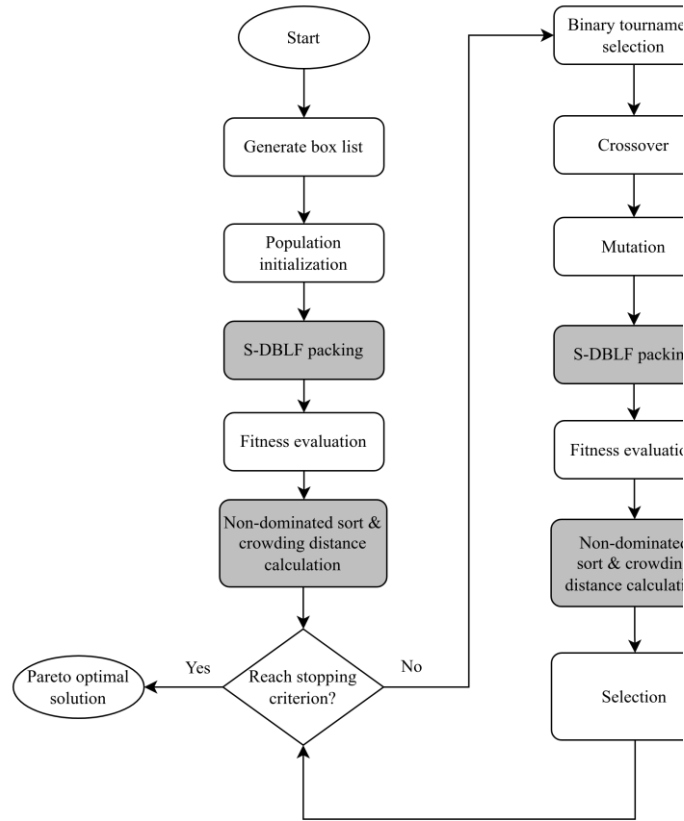 Start
Generate box list
Population
initialization
S-DBLF packing
Fitness evaluation
Non-dominated sort &
crowding distance
calculation
Reach stopping
criterion?
Yes
No
Pareto optimal
solution
Binary tourname
selection
Crossover
Mutation
S-DBLF packin
Fitness evaluatio
Non-dominated
sort & crowdin
distance calculati
Selection